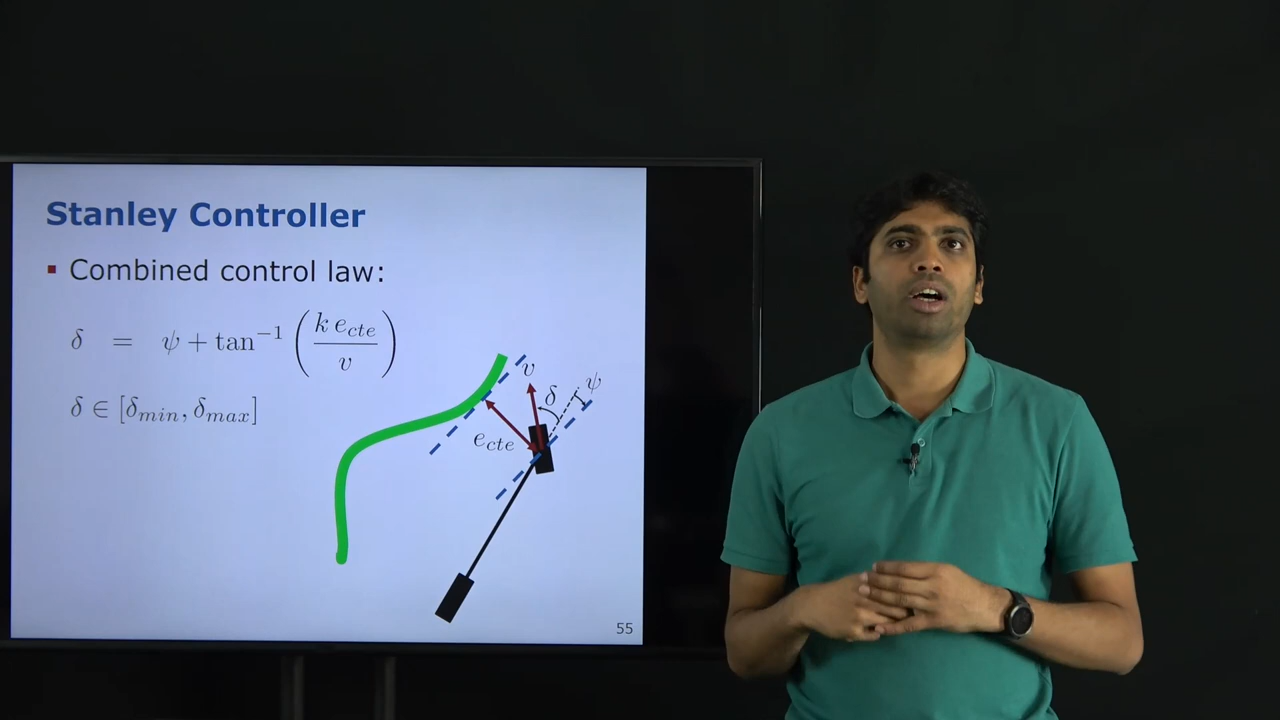 Stanley Controller
▪ Combined control law:
δ = ψ + tan⁻¹ (k e_cte / v)
δ ∈ [δ_min, δ_max]
v
δ
ψ
e_cte
55